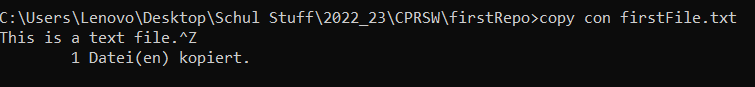 C:\Users\Lenovo\Desktop\Schul Stuff\2022_23\CPRSW\firstRepo>copy con firstFile.txt
This is a text file.^Z
        1 Datei(en) kopiert.